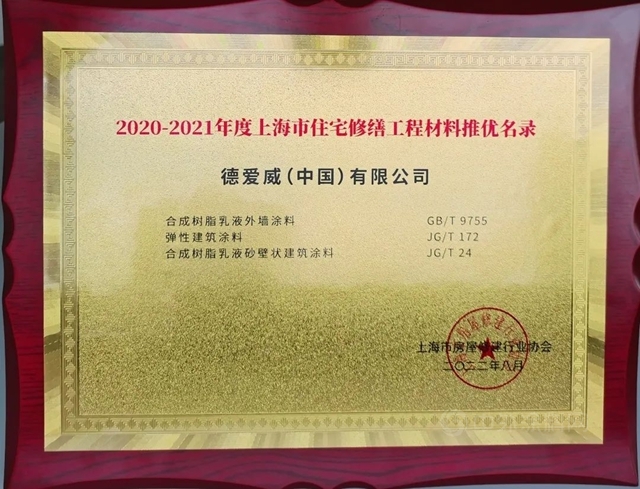 2020-2021年度上海市住宅修缮工程材料推优名录
德爱威(中国)有限公司
合成树脂乳液外墙涂料 GB/T 9755
弹性建筑涂料 JG/T 172
合成树脂乳液砂壁状建筑涂料 JG/T 24
上海市房屋修建行业协会
二〇二二年八月